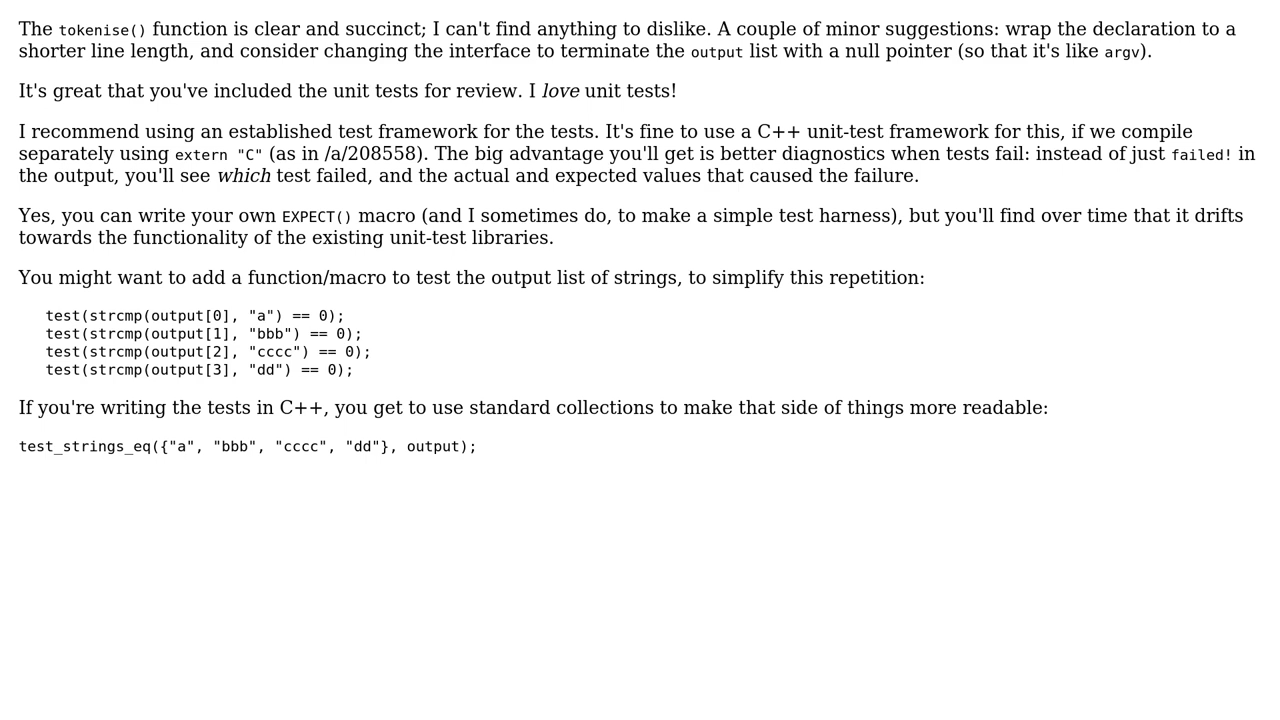 The tokenise() function is clear and succinct; I can't find anything to dislike. A couple of minor suggestions: wrap the declaration to a
shorter line length, and consider changing the interface to terminate the output list with a null pointer (so that it's like argv).
It's great that you've included the unit tests for review. I love unit tests!
I recommend using an established test framework for the tests. It's fine to use a C++ unit-test framework for this, if we compile
separately using extern "C" (as in /a/208558). The big advantage you'll get is better diagnostics when tests fail: instead of just failed! in
the output, you'll see which test failed, and the actual and expected values that caused the failure.
Yes, you can write your own EXPECT() macro (and I sometimes do, to make a simple test harness), but you'll find over time that it drifts
towards the functionality of the existing unit-test libraries.
You might want to add a function/macro to test the output list of strings, to simplify this repetition:
test(strcmp(output[0], "a") == 0);
test(strcmp(output[1], "bbb") == 0);
test(strcmp(output[2], "cccc") == 0);
test(strcmp(output[3], "dd") == 0);
If you're writing the tests in C++, you get to use standard collections to make that side of things more readable:
test_strings_eq({"a", "bbb", "cccc", "dd"}, output);